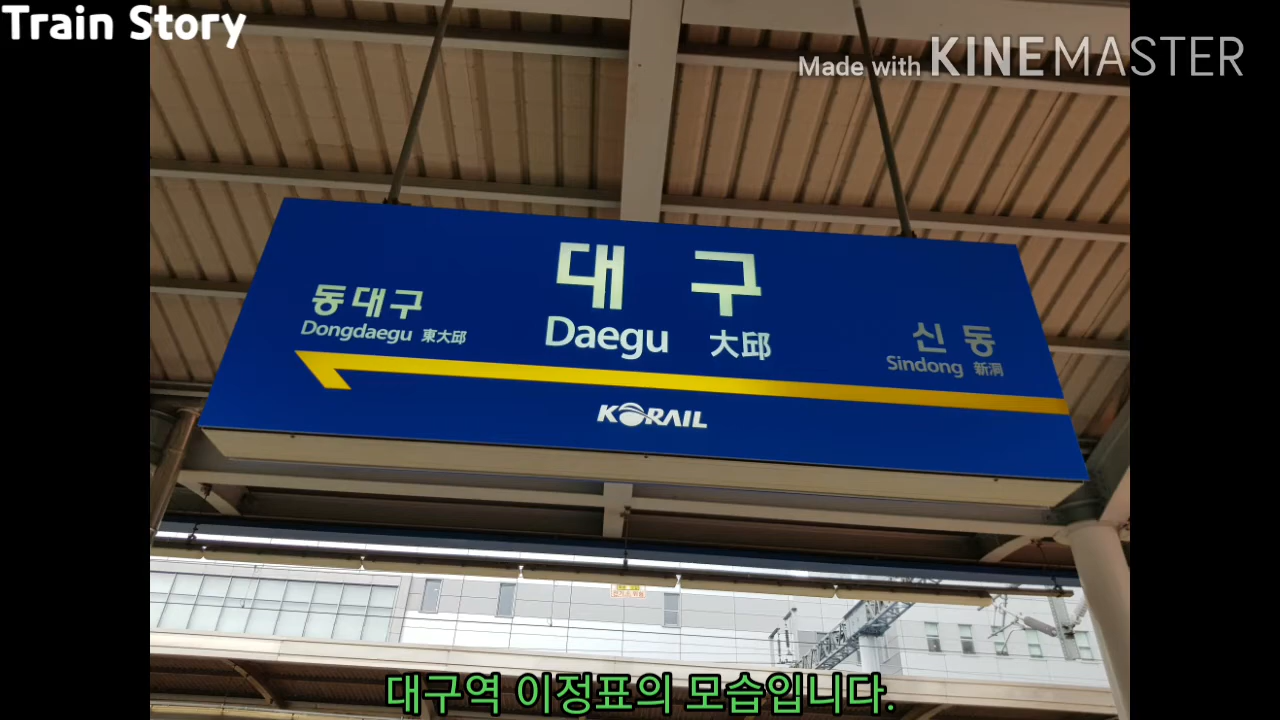 Train Story
Made with KINEMASTER
대구
Daegu 大邱
동대구
Dongdaegu 東大邱
신동
Sindong 新洞
KORAIL
대구역 이정표의 모습입니다.